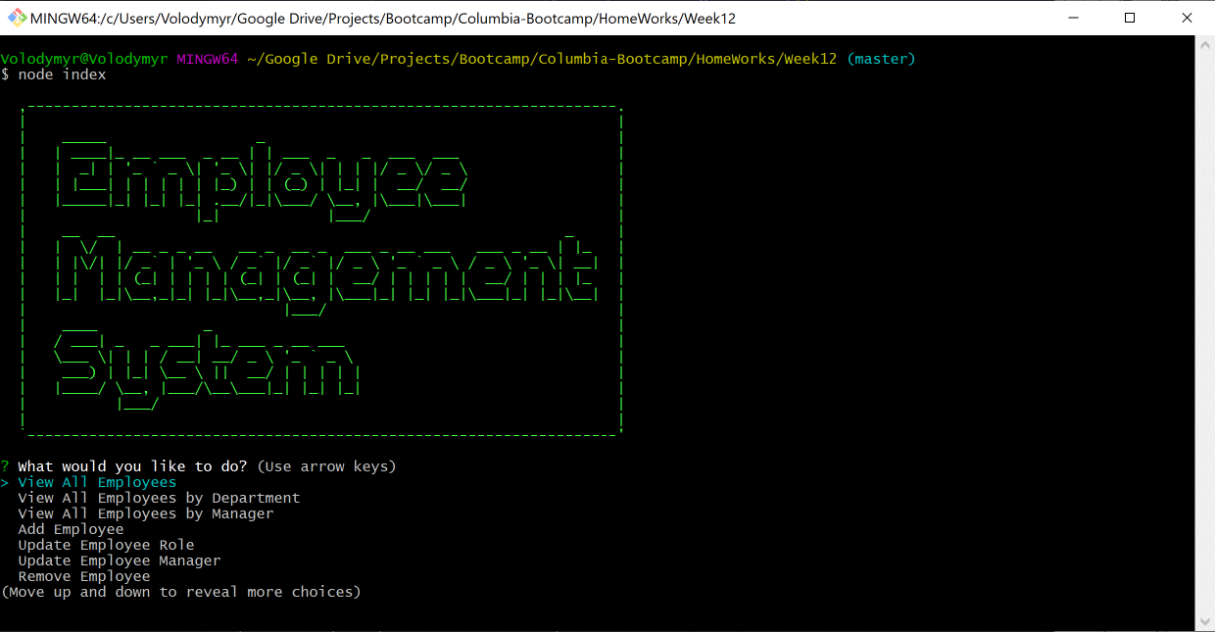 MINGW64:/c/Users/Volodymyr/Google Drive/Projects/Bootcamp/Columbia-Bootcamp/HomeWorks/Week12
Volodymyr@Volodymyr MINGW64 ~/Google Drive/Projects/Bootcamp/Columbia-Bootcamp/HomeWorks/Week12 (master)
$ node index
Employee
Management
System
? What would you like to do? (Use arrow keys)
> View All Employees
View All Employees by Department
View All Employees by Manager
Add Employee
Update Employee Role
Update Employee Manager
Remove Employee
(Move up and down to reveal more choices)